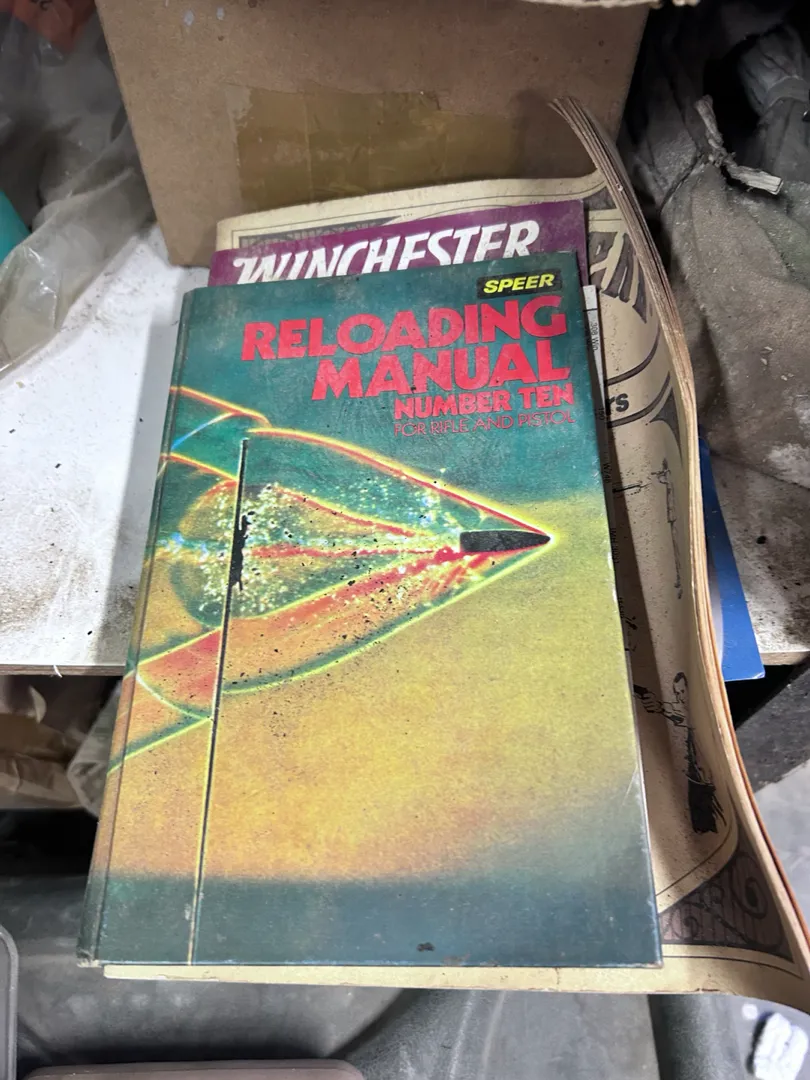 WINCHESTER
SPEER
RELOADING
MANUAL
NUMBER TEN
FOR RIFLE AND PISTOL